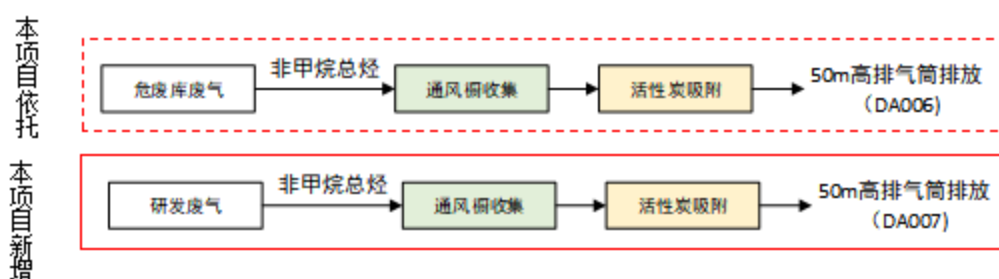 本项目依托
危废库废气
非甲烷总烃
通风橱收集
活性炭吸附
50m高排气筒排放
（DA006）
本项目新增
研发废气
非甲烷总烃
通风橱收集
活性炭吸附
50m高排气筒排放
（DA007）